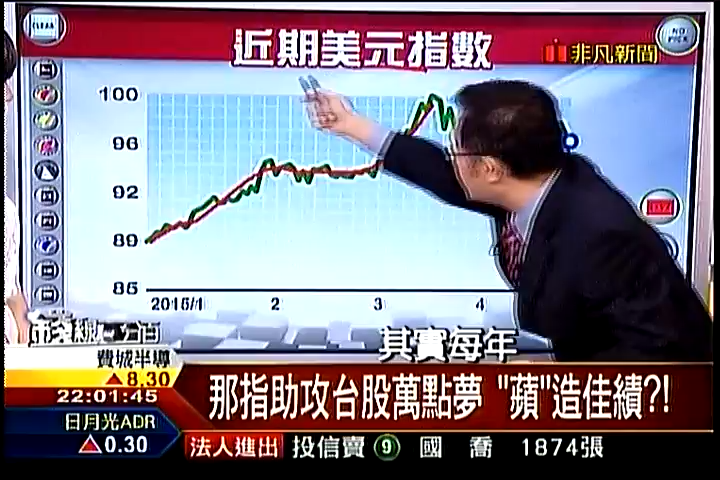 CLEAR
近期美元指數
NO PICK
非凡新聞
100
96
92
89
85
2015/1 2 3 4
其實每年
費城半導
▲8.30
22:01:45
那指助攻台股萬點夢 "蘋"造佳績?!
日月光ADR
▲0.30
法人進出 投信賣 ⑨ 國 喬 1874張